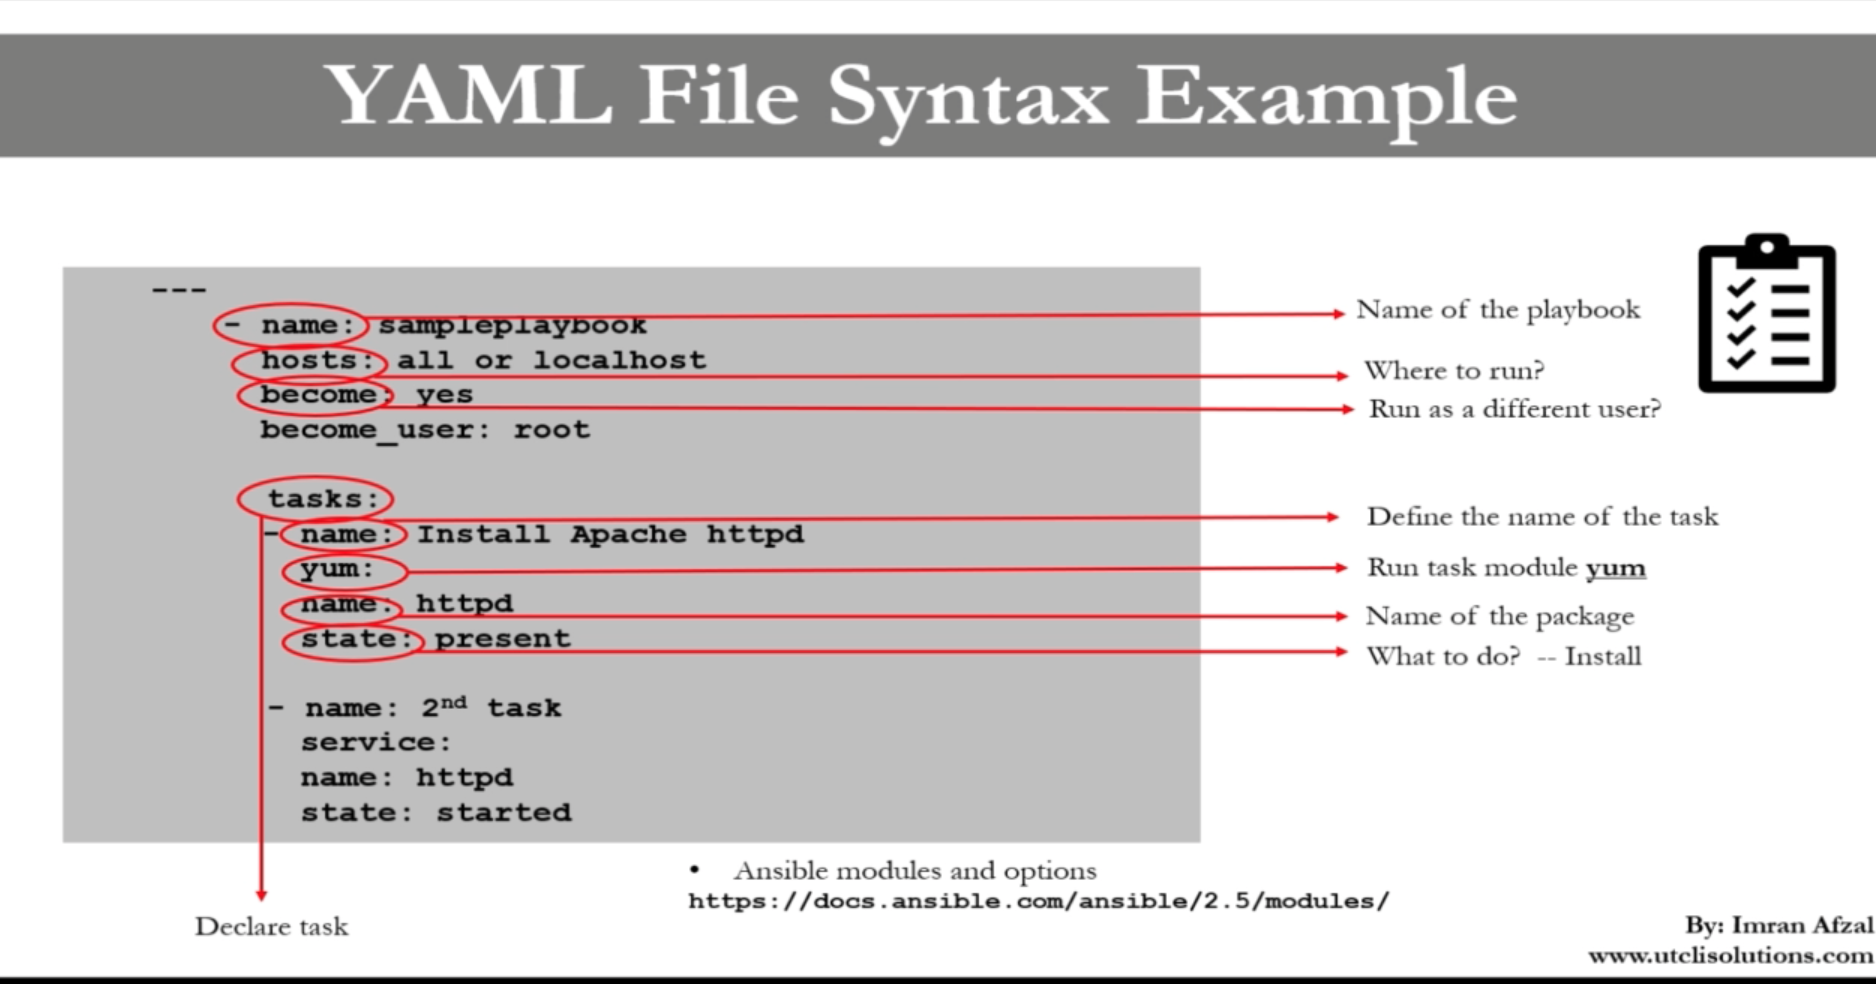 YAML File Syntax Example
---
- name: sampleplaybook
Name of the playbook
hosts: all or localhost
Where to run?
become: yes
Run as a different user?
become_user: root
tasks:
Define the name of the task
- name: Install Apache httpd
yum:
Run task module yum
name: httpd
Name of the package
state: present
What to do? -- Install
- name: 2nd task
service:
name: httpd
state: started
• Ansible modules and options
https://docs.ansible.com/ansible/2.5/modules/
Declare task
By: Imran Afzal
www.utclisolutions.com